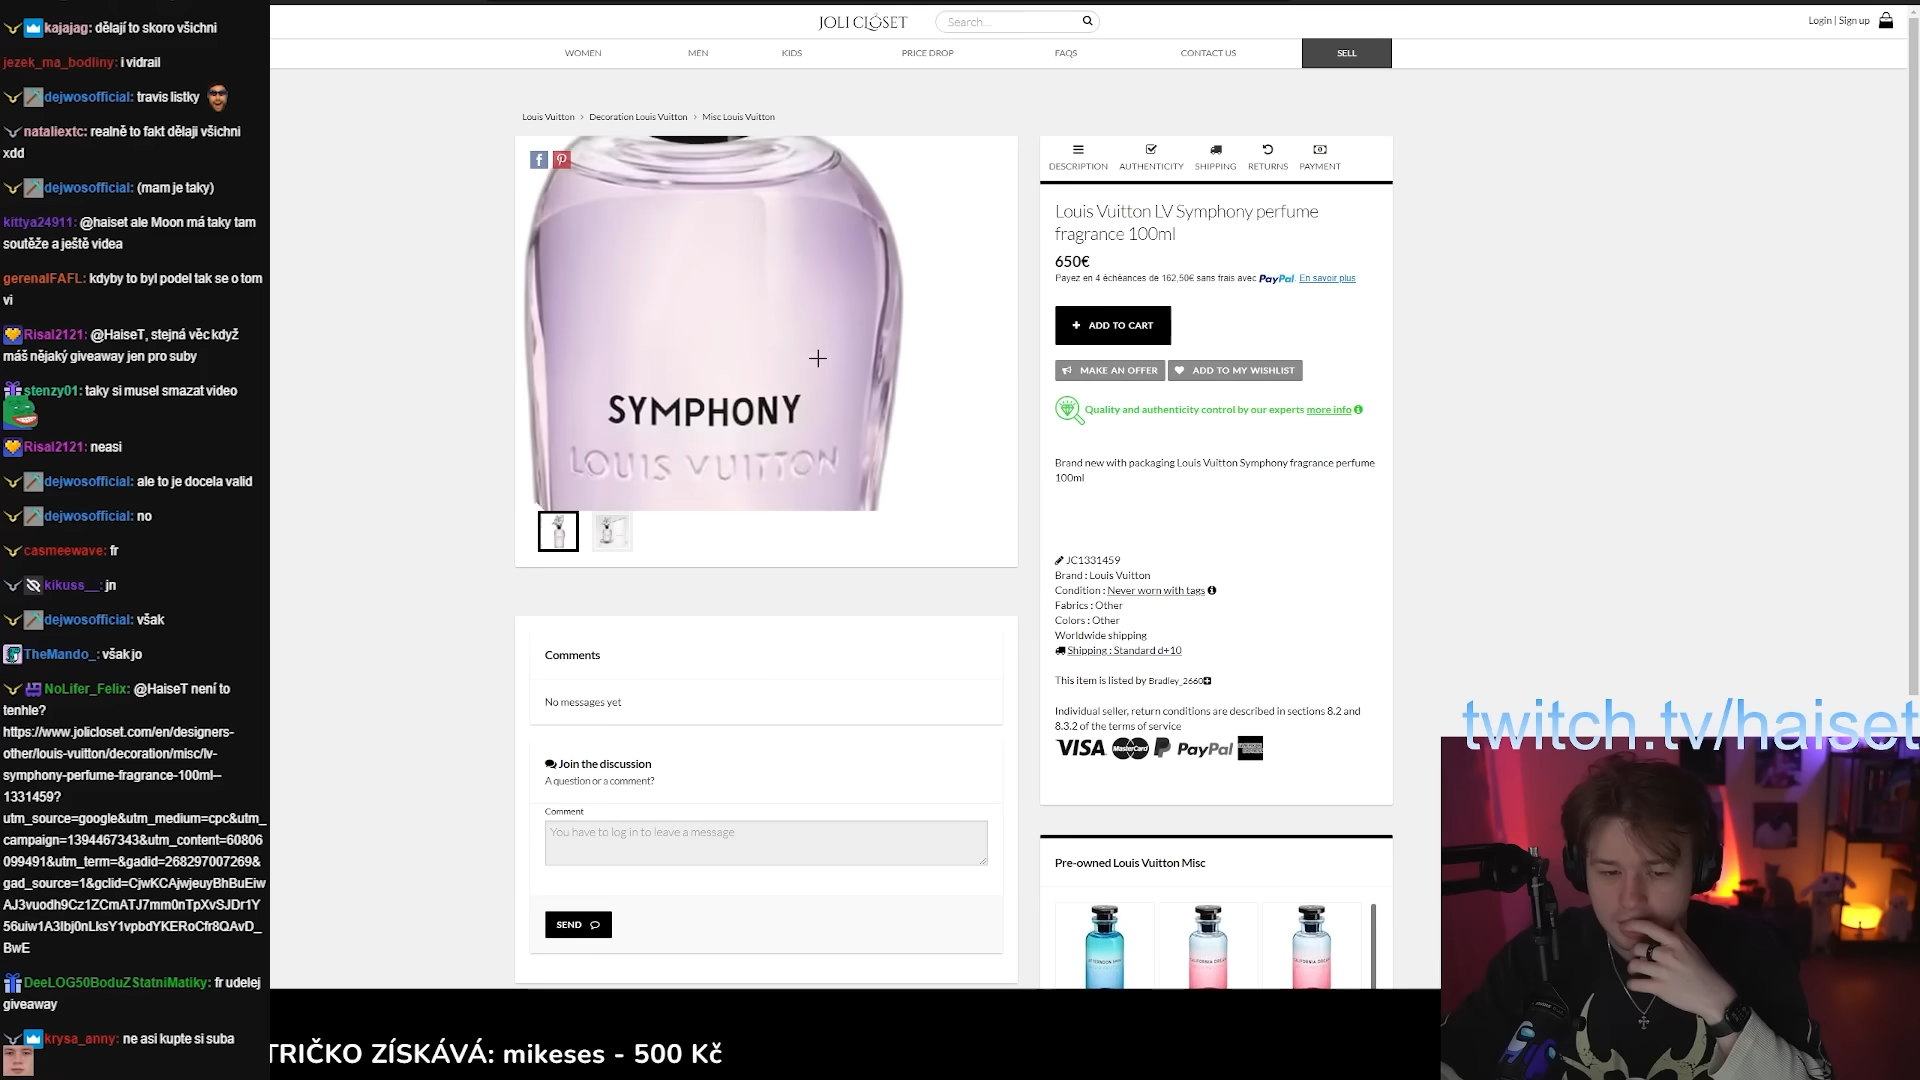 kajajag: dělají to skoro všichni
jezek_ma_bodliny: i vidrail
dejwosofficial: travis listky
nataliextc: realně to fakt dělaji všichni
xdd
dejwosofficial: (mam je taky)
kittya24911: @haiset ale Moon má taky tam
soutěže a ještě videa
gerenalFAFL: kdyby to byl podel tak se o tom
vi
Risal2121: @HaiseT, stejná věc když
máš nějaký giveaway jen pro suby
stenzy01: taky si musel smazat video
Risal2121: neasi
dejwosofficial: ale to je docela valid
dejwosofficial: no
casmeewave: fr
kikuss__: jn
dejwosofficial: však
TheMando_: však jo
NoLifer_Felix: @HaiseT není to
tenhle?
https://www.jolicloset.com/en/designers-
other/louis-vuitton/decoration/misc/lv-
symphony-perfume-fragrance-100ml--
1331459?
utm_source=google&utm_medium=cpc&utm_
campaign=1394467343&utm_content=60806
099491&utm_term=&gadid=268297007269&
gad_source=1&gclid=CjwKCAjwjeuyBhBuEiw
AJ3vuodh9Cz1ZCmATJ7mm0nTpXvSJDr1Y
56uiw1A3lbj0nLksY1vpbdYKERoCfr8QAvD_
BwE
DeeLOG50BoduZStatniMatiky: fr udelej
giveaway
krysa_anny: ne asi kupte si suba
JOLI CLOSET
Search...
Login | Sign up
WOMEN
MEN
KIDS
PRICE DROP
FAQS
CONTACT US
SELL
Louis Vuitton > Decoration Louis Vuitton > Misc Louis Vuitton
SYMPHONY
LOUIS VUITTON
Comments
No messages yet
Join the discussion
A question or a comment?
Comment
You have to log in to leave a message
SEND
DESCRIPTION
AUTHENTICITY
SHIPPING
RETURNS
PAYMENT
Louis Vuitton LV Symphony perfume
fragrance 100ml
650€
Payez en 4 échéances de 162,50€ sans frais avec PayPal. En savoir plus
+ ADD TO CART
MAKE AN OFFER
ADD TO MY WISHLIST
Quality and authenticity control by our experts more info
Brand new with packaging Louis Vuitton Symphony fragrance perfume
100ml
JC1331459
Brand : Louis Vuitton
Condition : Never worn with tags
Fabrics : Other
Colors : Other
Worldwide shipping
Shipping : Standard d+10
This item is listed by Bradley_2660
Individual seller, return conditions are described in sections 8.2 and
8.3.2 of the terms of service
VISA MasterCard PayPal
Pre-owned Louis Vuitton Misc
AFTERNOON SWIM
CALIFORNIA DREAM
CALIFORNIA DREAM
twitch.tv/haiset
TRIČKO ZÍSKÁVÁ: mikeses - 500 Kč